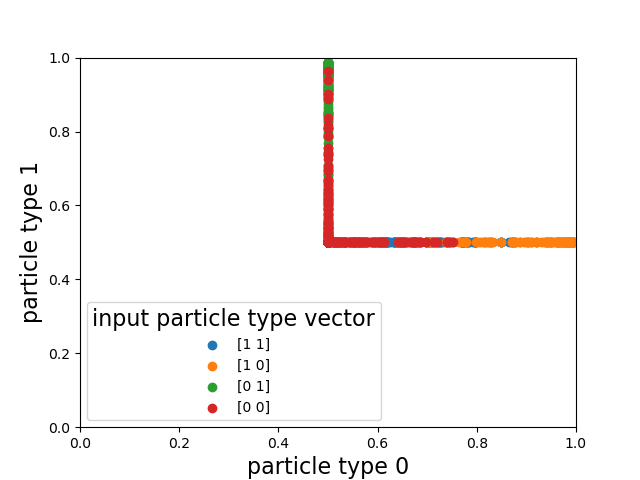 1.0
0.8
0.6
0.4
0.2
0.0
particle type 1
input particle type vector
[1 1]
[1 0]
[0 1]
[0 0]
0.0 0.2 0.4 0.6 0.8 1.0
particle type 0